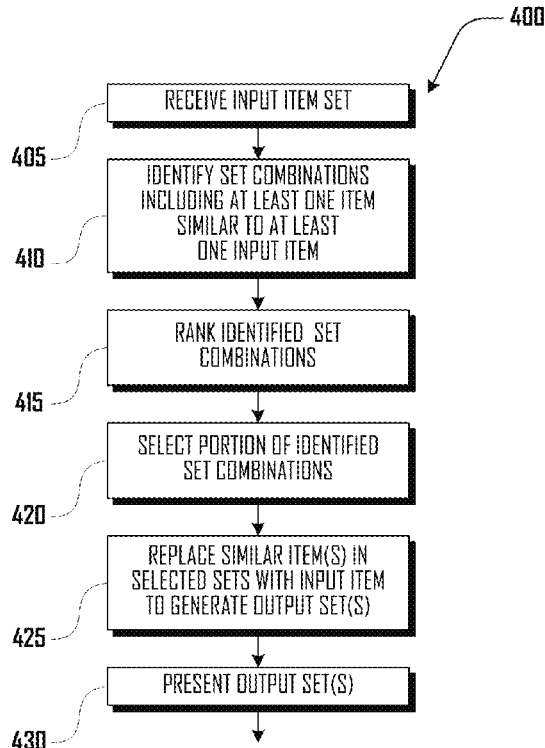 400
RECEIVE INPUT ITEM SET
405
IDENTIFY SET COMBINATIONS
INCLUDING AT LEAST ONE ITEM
SIMILAR TO AT LEAST
ONE INPUT ITEM
410
RANK IDENTIFIED SET
COMBINATIONS
415
SELECT PORTION OF IDENTIFIED
SET COMBINATIONS
420
REPLACE SIMILAR ITEM(S) IN
SELECTED SETS WITH INPUT ITEM
TO GENERATE OUTPUT SET(S)
425
PRESENT OUTPUT SET(S)
430